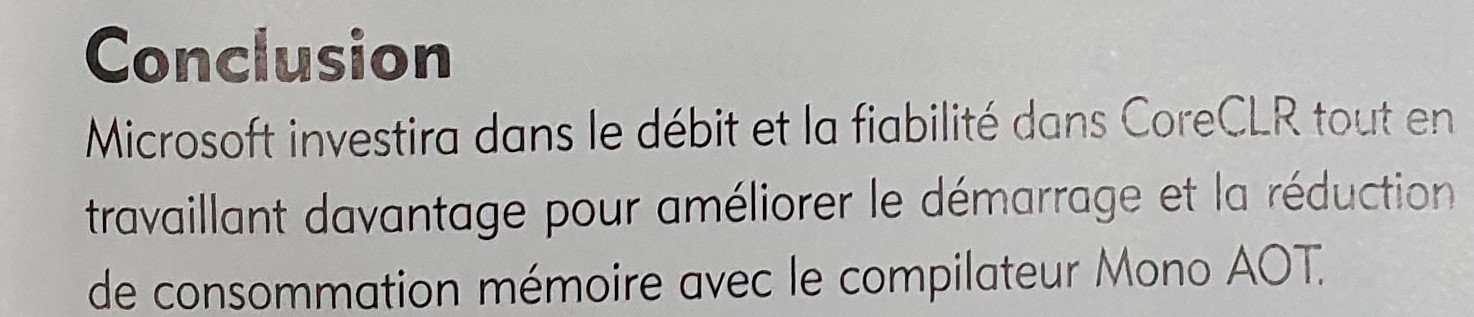 Conclusion
Microsoft investira dans le débit et la fiabilité dans CoreCLR tout en
travaillant davantage pour améliorer le démarrage et la réduction
de consommation mémoire avec le compilateur Mono AOT.